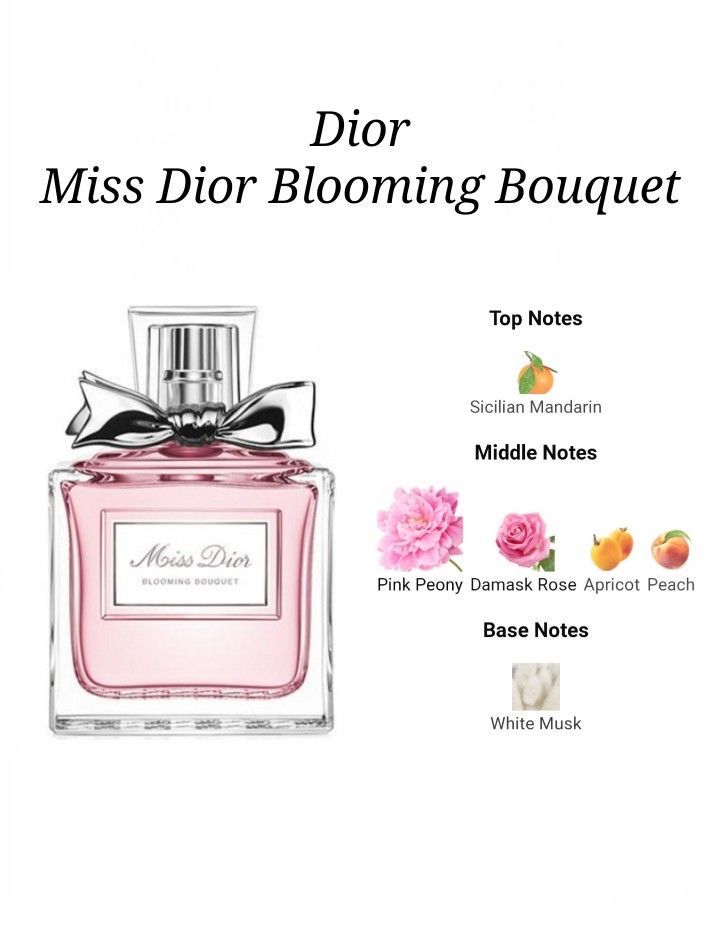 Dior
Miss Dior Blooming Bouquet
Top Notes
Sicilian Mandarin
Middle Notes
Pink Peony Damask Rose Apricot Peach
Base Notes
White Musk
Miss Dior
BLOOMING BOUQUET